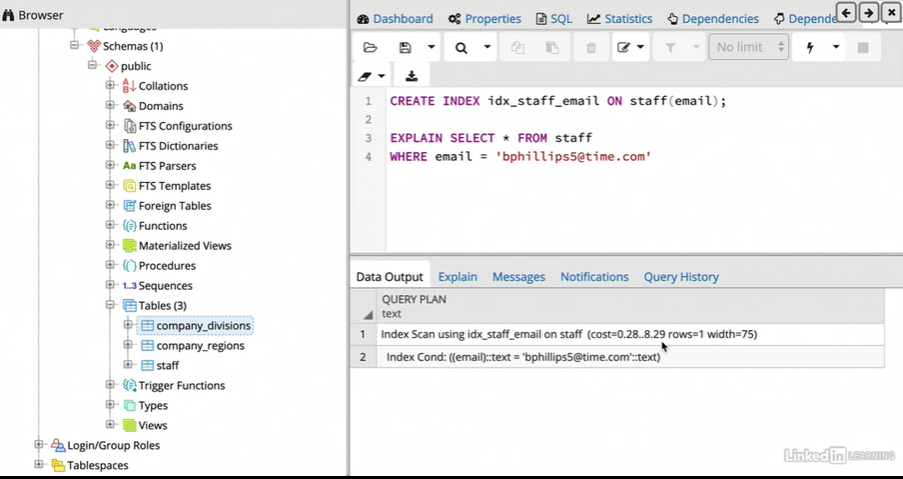 Browser
Languages
Schemas (1)
public
Collations
Domains
FTS Configurations
FTS Dictionaries
Aa FTS Parsers
FTS Templates
Foreign Tables
Functions
Materialized Views
Procedures
1..3 Sequences
Tables (3)
company_divisions
company_regions
staff
Trigger Functions
Types
Views
Login/Group Roles
Tablespaces
Dashboard Properties SQL Statistics Dependencies Depende
No limit
1 CREATE INDEX idx_staff_email ON staff(email);
2
3 EXPLAIN SELECT * FROM staff
4 WHERE email = 'bphillips5@time.com'
Data Output Explain Messages Notifications Query History
QUERY PLAN
text
1 Index Scan using idx_staff_email on staff (cost=0.28..8.29 rows=1 width=75)
2 Index Cond: ((email)::text = 'bphillips5@time.com'::text)
Linked in LEARNING